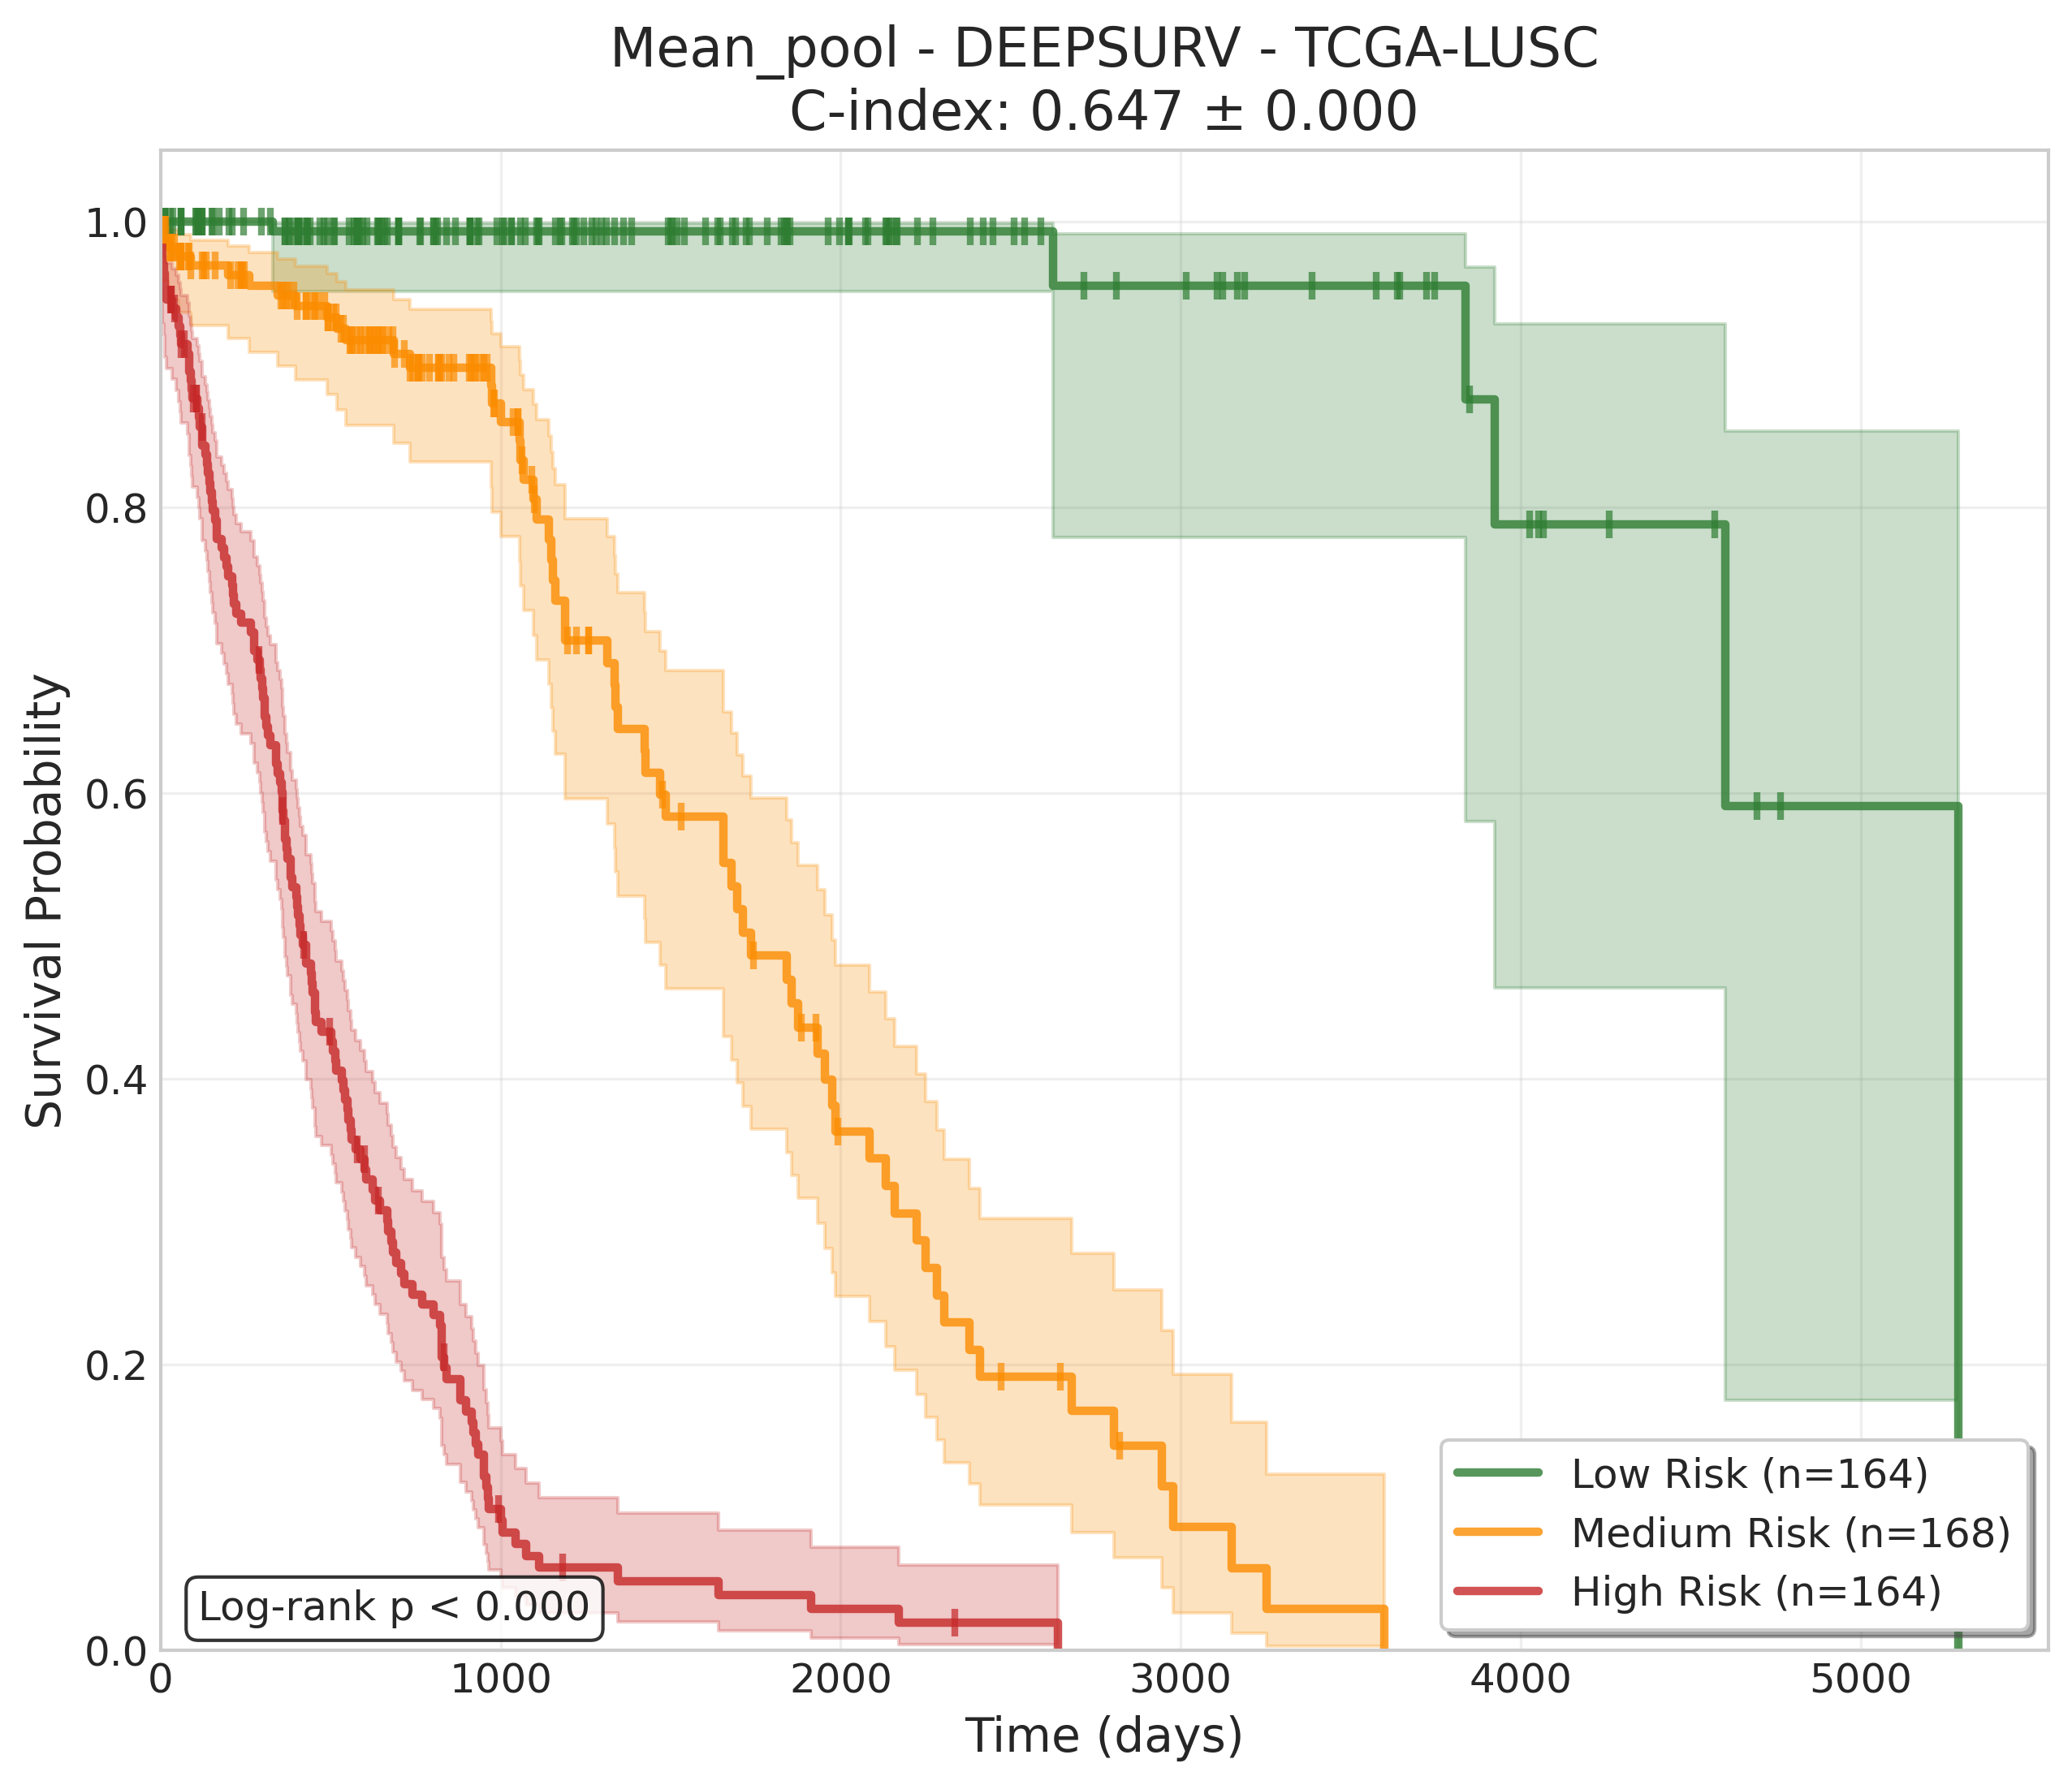 Mean_pool - DEEPSURV - TCGA-LUSC
C-index: 0.647 ± 0.000
Survival Probability
1.0
0.8
0.6
0.4
0.2
0.0
Log-rank p < 0.000
Low Risk (n=164)
Medium Risk (n=168)
High Risk (n=164)
0
1000
2000
3000
4000
5000
Time (days)